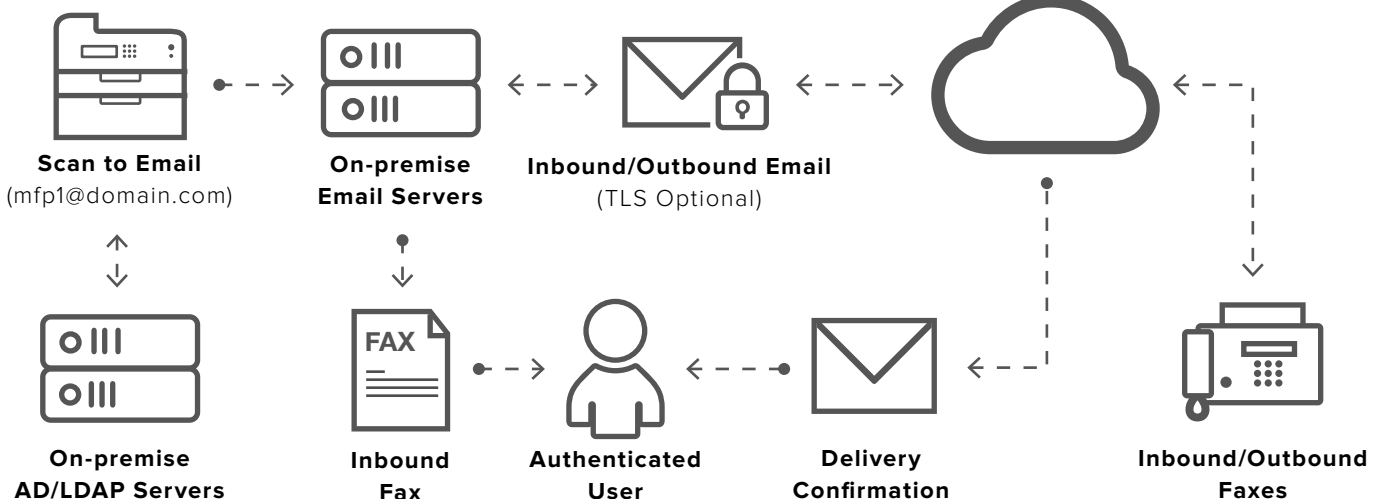 Scan to Email
(mfp1@domain.com)
On-premise
Email Servers
Inbound/Outbound Email
(TLS Optional)
On-premise
AD/LDAP Servers
FAX
Inbound
Fax
Authenticated
User
Delivery
Confirmation
Inbound/Outbound
Faxes